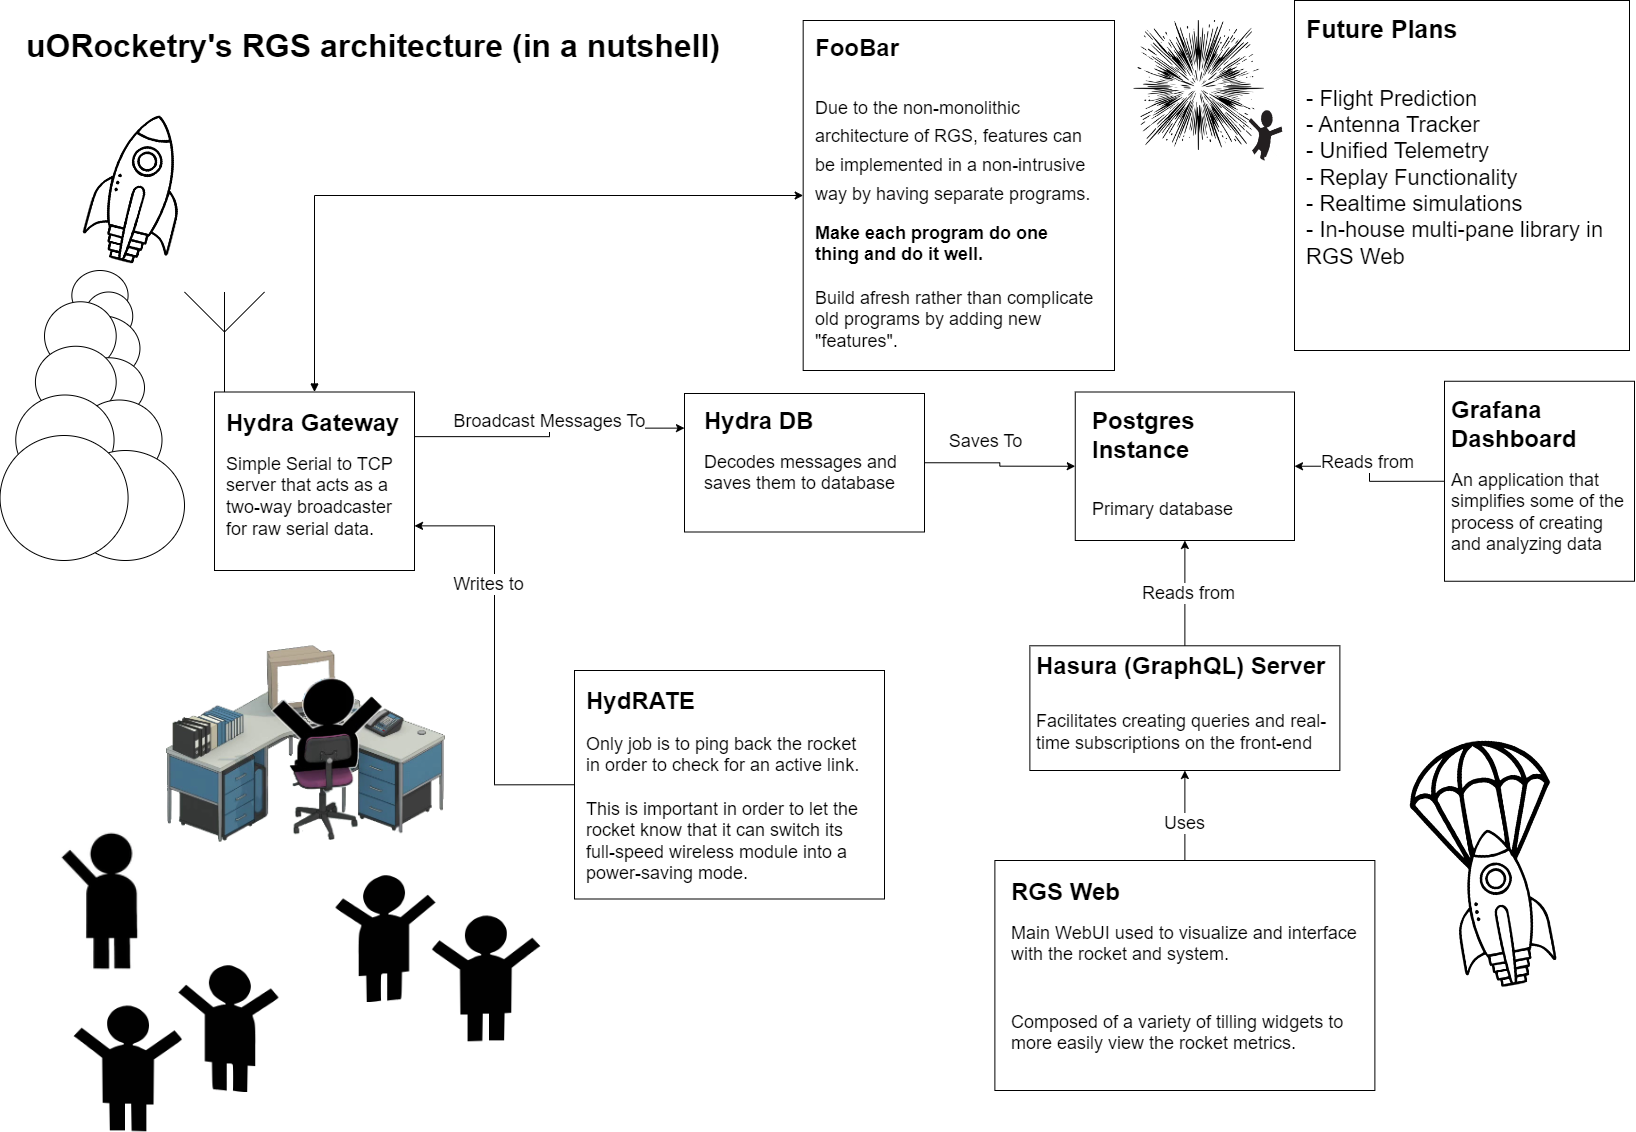 uORocketry's RGS architecture (in a nutshell)
FooBar
Due to the non-monolithic
architecture of RGS, features can
be implemented in a non-intrusive
way by having separate programs.
Make each program do one
thing and do it well.
Build afresh rather than complicate
old programs by adding new
"features".
Future Plans
- Flight Prediction
- Antenna Tracker
- Unified Telemetry
- Replay Functionality
- Realtime simulations
- In-house multi-pane library in
RGS Web
Hydra Gateway
Simple Serial to TCP
server that acts as a
two-way broadcaster
for raw serial data.
Broadcast Messages To
Hydra DB
Decodes messages and
saves them to database
Saves To
Postgres
Instance
Primary database
Reads from
Grafana
Dashboard
An application that
simplifies some of the
process of creating
and analyzing data
Writes to
Reads from
HydRATE
Only job is to ping back the rocket
in order to check for an active link.
This is important in order to let the
rocket know that it can switch its
full-speed wireless module into a
power-saving mode.
Hasura (GraphQL) Server
Facilitates creating queries and real-
time subscriptions on the front-end
Uses
RGS Web
Main WebUI used to visualize and interface
with the rocket and system.
Composed of a variety of tilling widgets to
more easily view the rocket metrics.